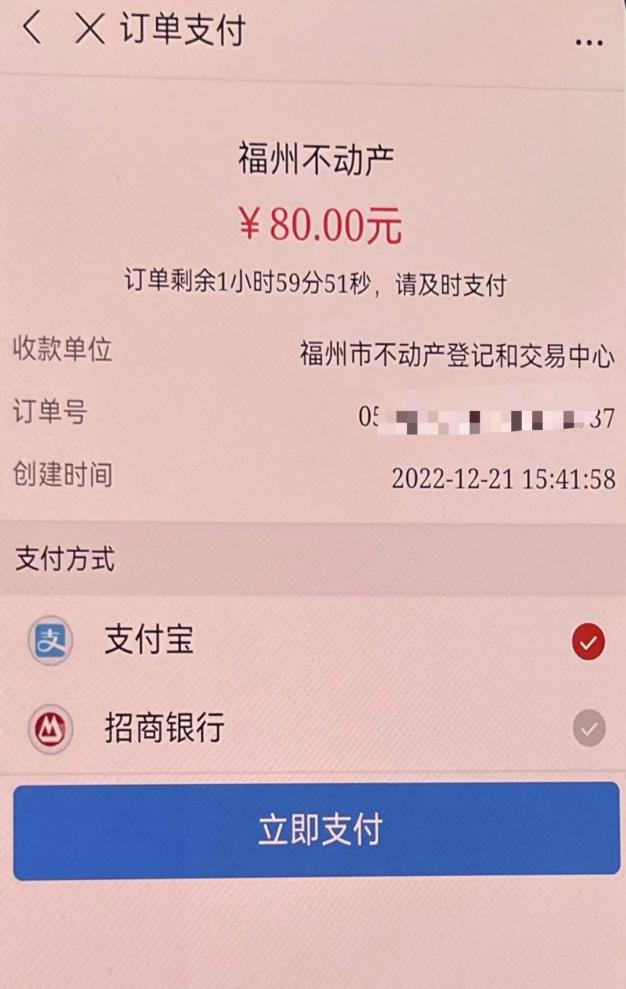 订单支付
福州不动产
￥80.00元
订单剩余1小时59分51秒，请及时支付
收款单位 福州市不动产登记和交易中心
订单号 05 37
创建时间 2022-12-21 15:41:58
支付方式
支付宝
招商银行
立即支付